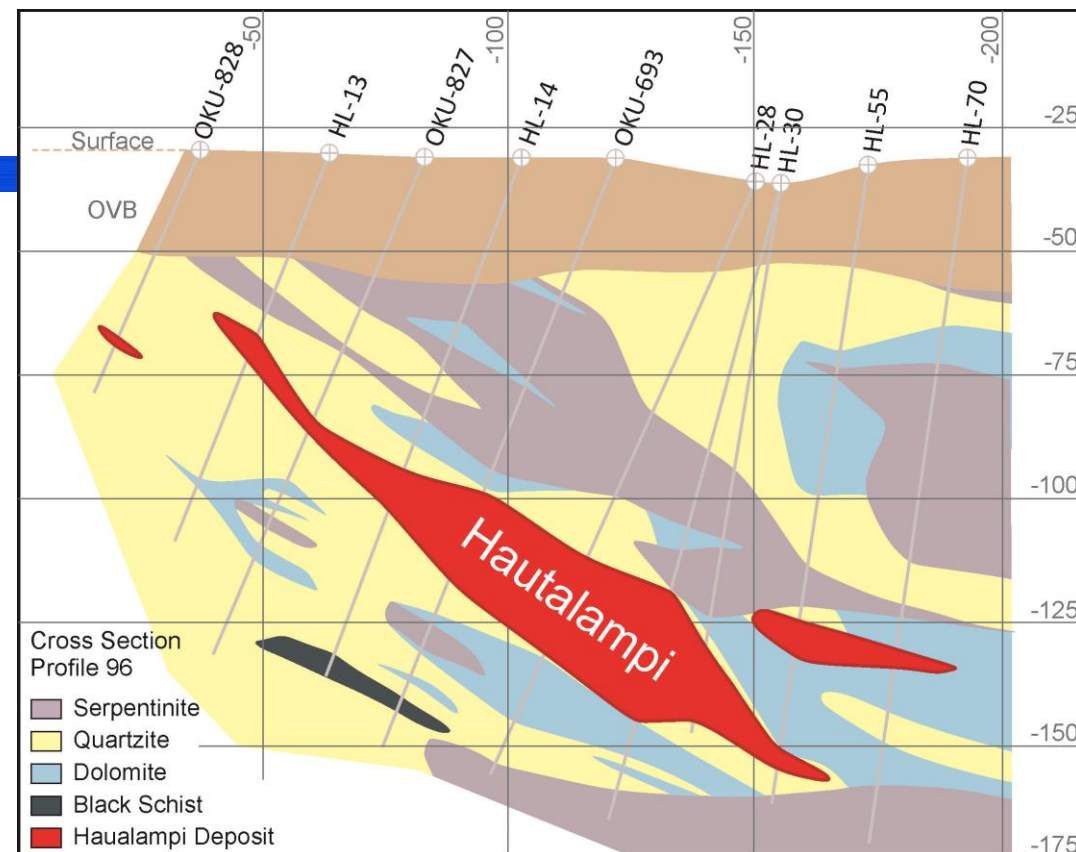 -50
-100
-150
-200
OKU-828
HL-13
OKU-827
HL-14
OKU-693
HL-28
HL-30
HL-55
HL-70
-25
Surface
OVB
-50
-75
-100
Hautalampi
-125
Cross Section
Profile 96
Serpentinite
Quartzite
-150
Dolomite
Black Schist
Haualampi Deposit
-175